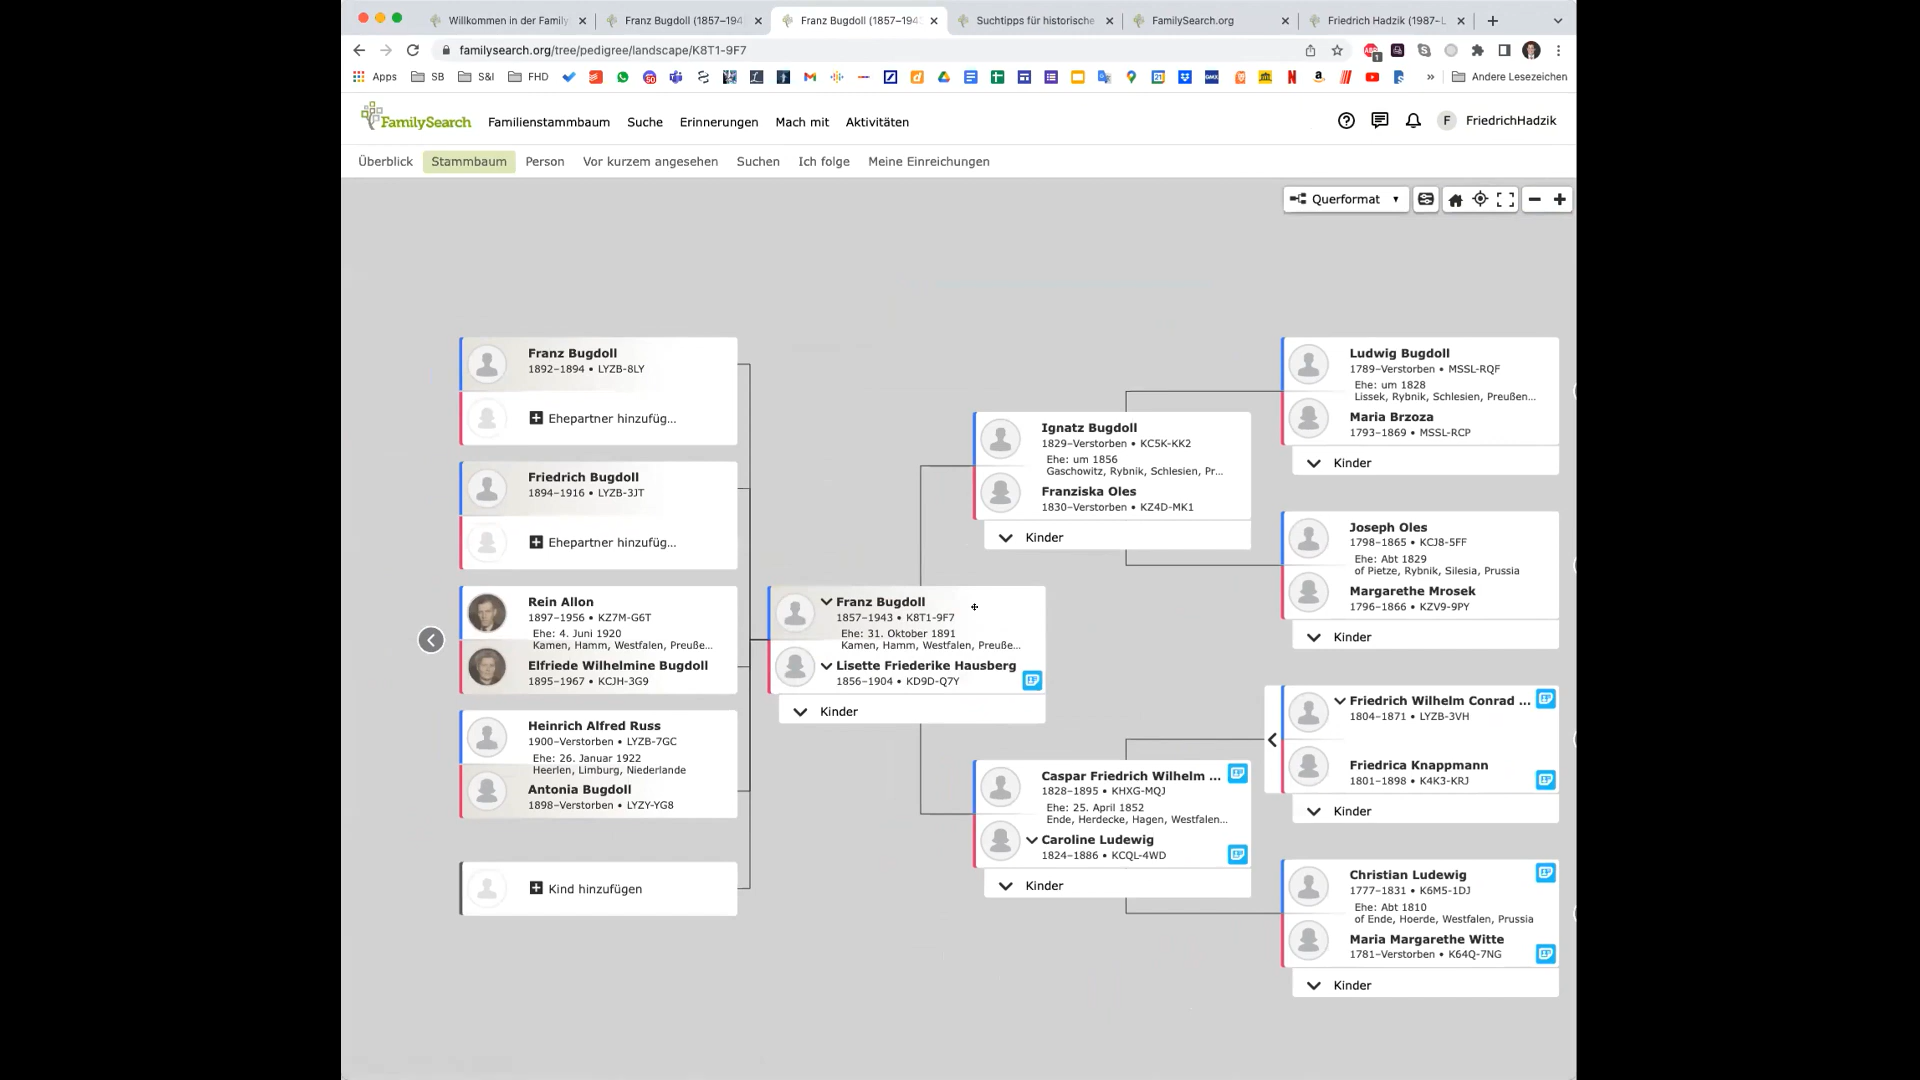 Willkommen in der Family
Franz Bugdoll (1857–194
Franz Bugdoll (1857–194
Suchtipps für historische
FamilySearch.org
Friedrich Hadzik (1987–L
familysearch.org/tree/pedigree/landscape/K8T1-9F7
Apps
SB
S&I
FHD
Andere Lesezeichen
FamilySearch
Familienstammbaum
Suche
Erinnerungen
Mach mit
Aktivitäten
F
FriedrichHadzik
Überblick
Stammbaum
Person
Vor kurzem angesehen
Suchen
Ich folge
Meine Einreichungen
Querformat
Franz Bugdoll
1892–1894 • LYZB-8LY
Ehepartner hinzufüg...
Friedrich Bugdoll
1894–1916 • LYZB-3JT
Ehepartner hinzufüg...
Rein Allon
1897–1956 • KZ7M-G6T
Ehe: 4. Juni 1920
Kamen, Hamm, Westfalen, Preuße...
Elfriede Wilhelmine Bugdoll
1895–1967 • KCJH-3G9
Heinrich Alfred Russ
1900–Verstorben • LYZB-7GC
Ehe: 26. Januar 1922
Heerlen, Limburg, Niederlande
Antonia Bugdoll
1898–Verstorben • LYZY-YG8
Kind hinzufügen
Franz Bugdoll
1857–1943 • K8T1-9F7
Ehe: 31. Oktober 1891
Kamen, Hamm, Westfalen, Preuße...
Lisette Friederike Hausberg
1856–1904 • KD9D-Q7Y
Kinder
Ignatz Bugdoll
1829–Verstorben • KC5K-KK2
Ehe: um 1856
Gaschowitz, Rybnik, Schlesien, Pr...
Franziska Oles
1830–Verstorben • KZ4D-MK1
Kinder
Caspar Friedrich Wilhelm ...
1828–1895 • KHXG-MQJ
Ehe: 25. April 1852
Ende, Herdecke, Hagen, Westfalen...
Caroline Ludewig
1824–1886 • KCQL-4WD
Kinder
Ludwig Bugdoll
1789–Verstorben • MSSL-RQF
Ehe: um 1828
Lissek, Rybnik, Schlesien, Preußen...
Maria Brzoza
1793–1869 • MSSL-RCP
Kinder
Joseph Oles
1798–1865 • KCJ8-5FF
Ehe: Abt 1829
of Pietze, Rybnik, Silesia, Prussia
Margarethe Mrosek
1796–1866 • KZV9-9PY
Kinder
Friedrich Wilhelm Conrad ...
1804–1871 • LYZB-3VH
Friedrica Knappmann
1801–1898 • K4K3-KRJ
Kinder
Christian Ludewig
1777–1831 • K6M5-1DJ
Ehe: Abt 1810
of Ende, Hoerde, Westfalen, Prussia
Maria Margarethe Witte
1781–Verstorben • K64Q-7NG
Kinder